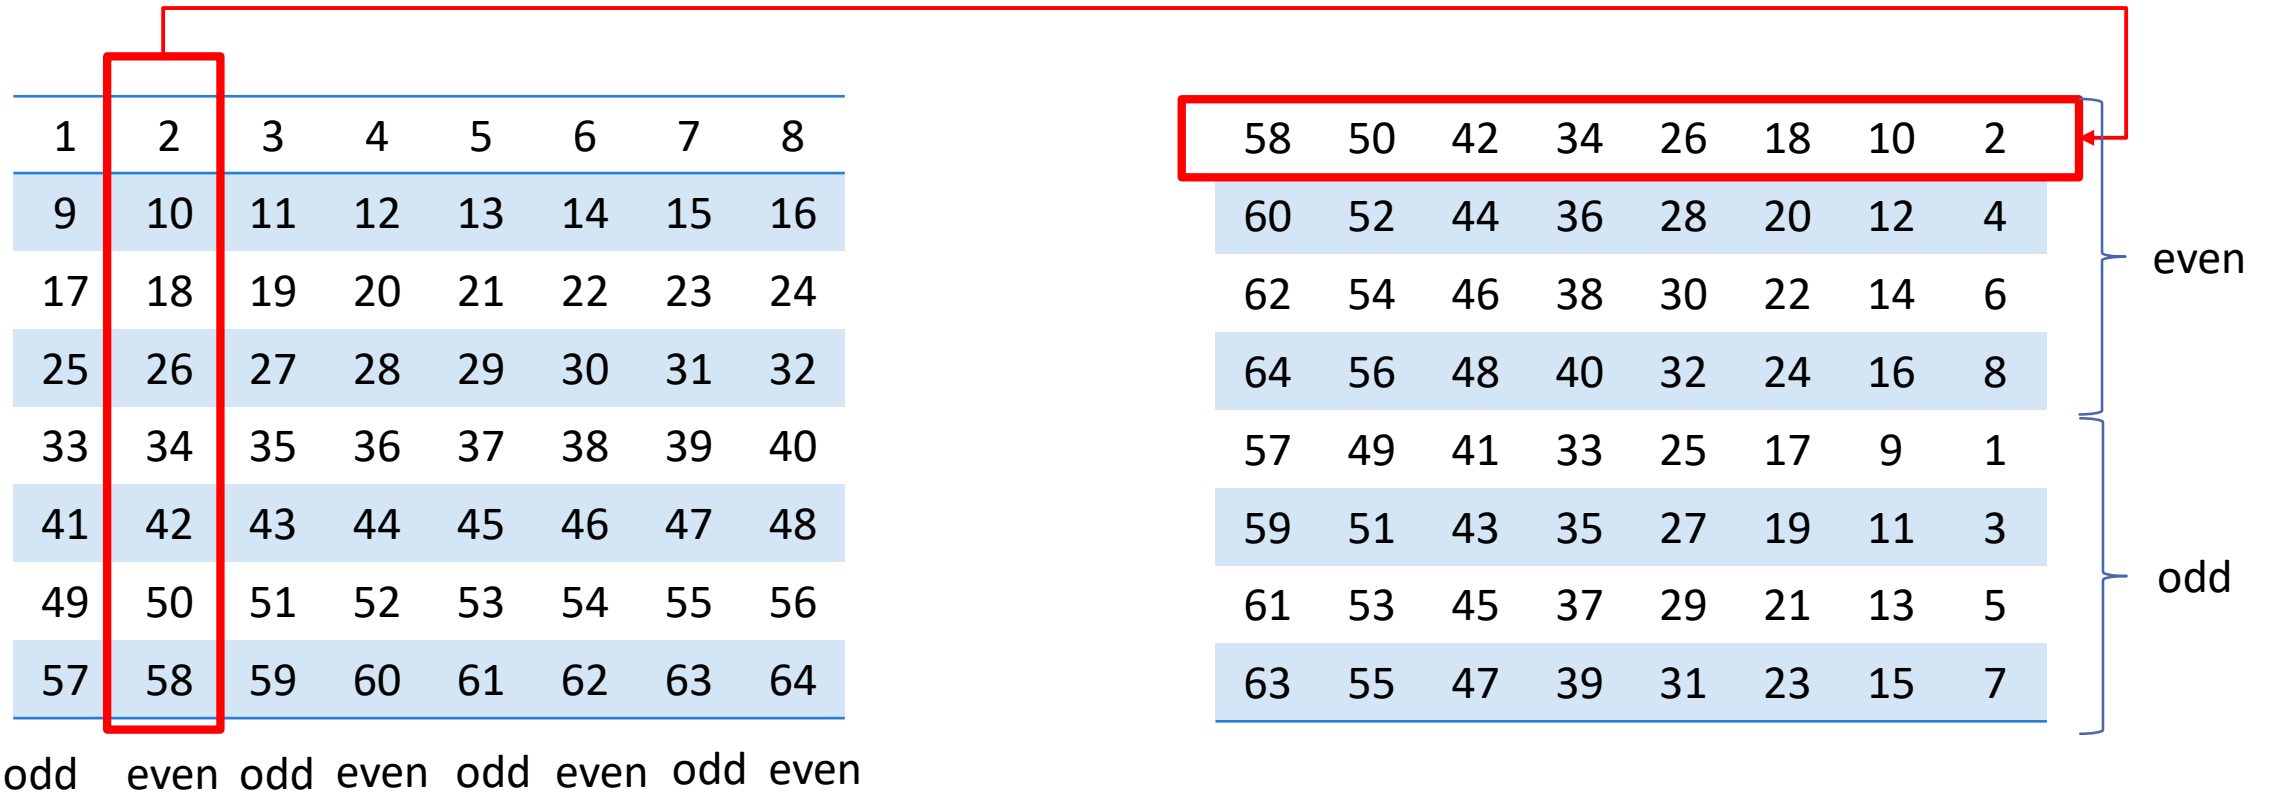 1 2 3 4 5 6 7 8
9 10 11 12 13 14 15 16
17 18 19 20 21 22 23 24
25 26 27 28 29 30 31 32
33 34 35 36 37 38 39 40
41 42 43 44 45 46 47 48
49 50 51 52 53 54 55 56
57 58 59 60 61 62 63 64
odd even odd even odd even odd even
58 50 42 34 26 18 10 2
60 52 44 36 28 20 12 4
62 54 46 38 30 22 14 6
64 56 48 40 32 24 16 8
57 49 41 33 25 17 9 1
59 51 43 35 27 19 11 3
61 53 45 37 29 21 13 5
63 55 47 39 31 23 15 7
even
odd